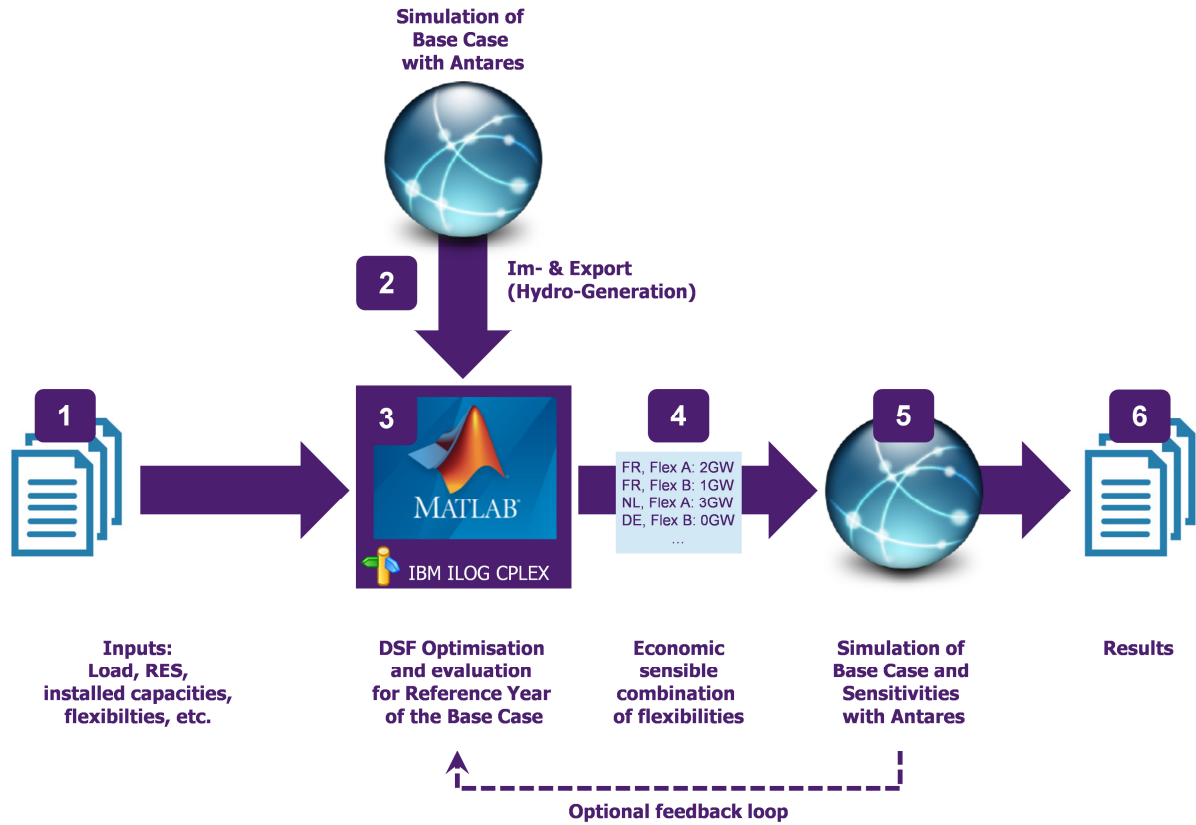 Simulation of
Base Case
with Antares
2
Im- & Export
(Hydro-Generation)
1
3
MATLAB®
IBM ILOG CPLEX
4
FR, Flex A: 2GW
FR, Flex B: 1GW
NL, Flex A: 3GW
DE, Flex B: 0GW
...
5
6
Inputs:
Load, RES,
installed capacities,
flexibilties, etc.
DSF Optimisation
and evaluation
for Reference Year
of the Base Case
Economic
sensible
combination
of flexibilities
Simulation of
Base Case and
Sensitivities
with Antares
Results
Optional feedback loop